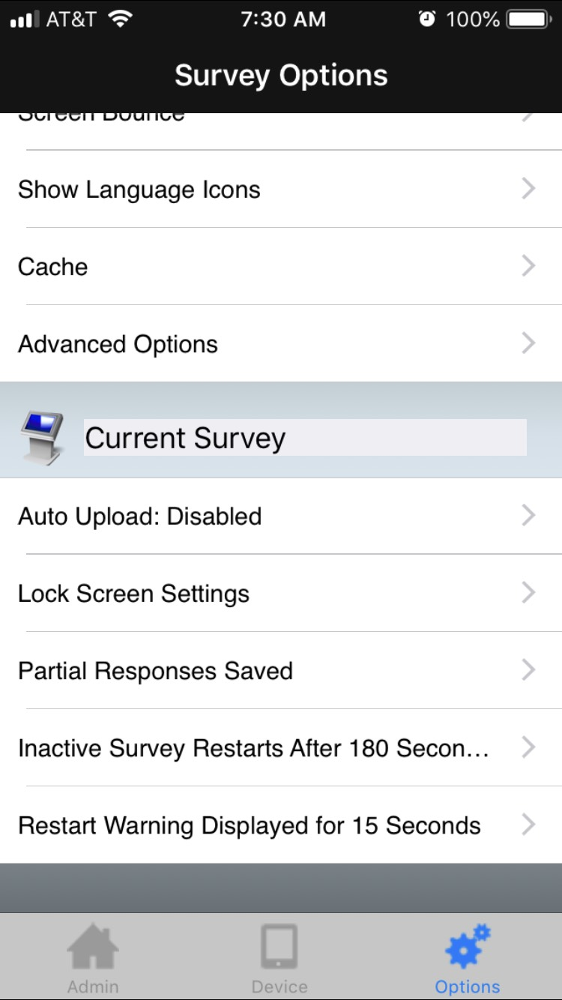 AT&T 7:30 AM 100%
Survey Options
Screen Bounce
Show Language Icons
Cache
Advanced Options
Current Survey
Auto Upload: Disabled
Lock Screen Settings
Partial Responses Saved
Inactive Survey Restarts After 180 Secon…
Restart Warning Displayed for 15 Seconds
Admin Device Options